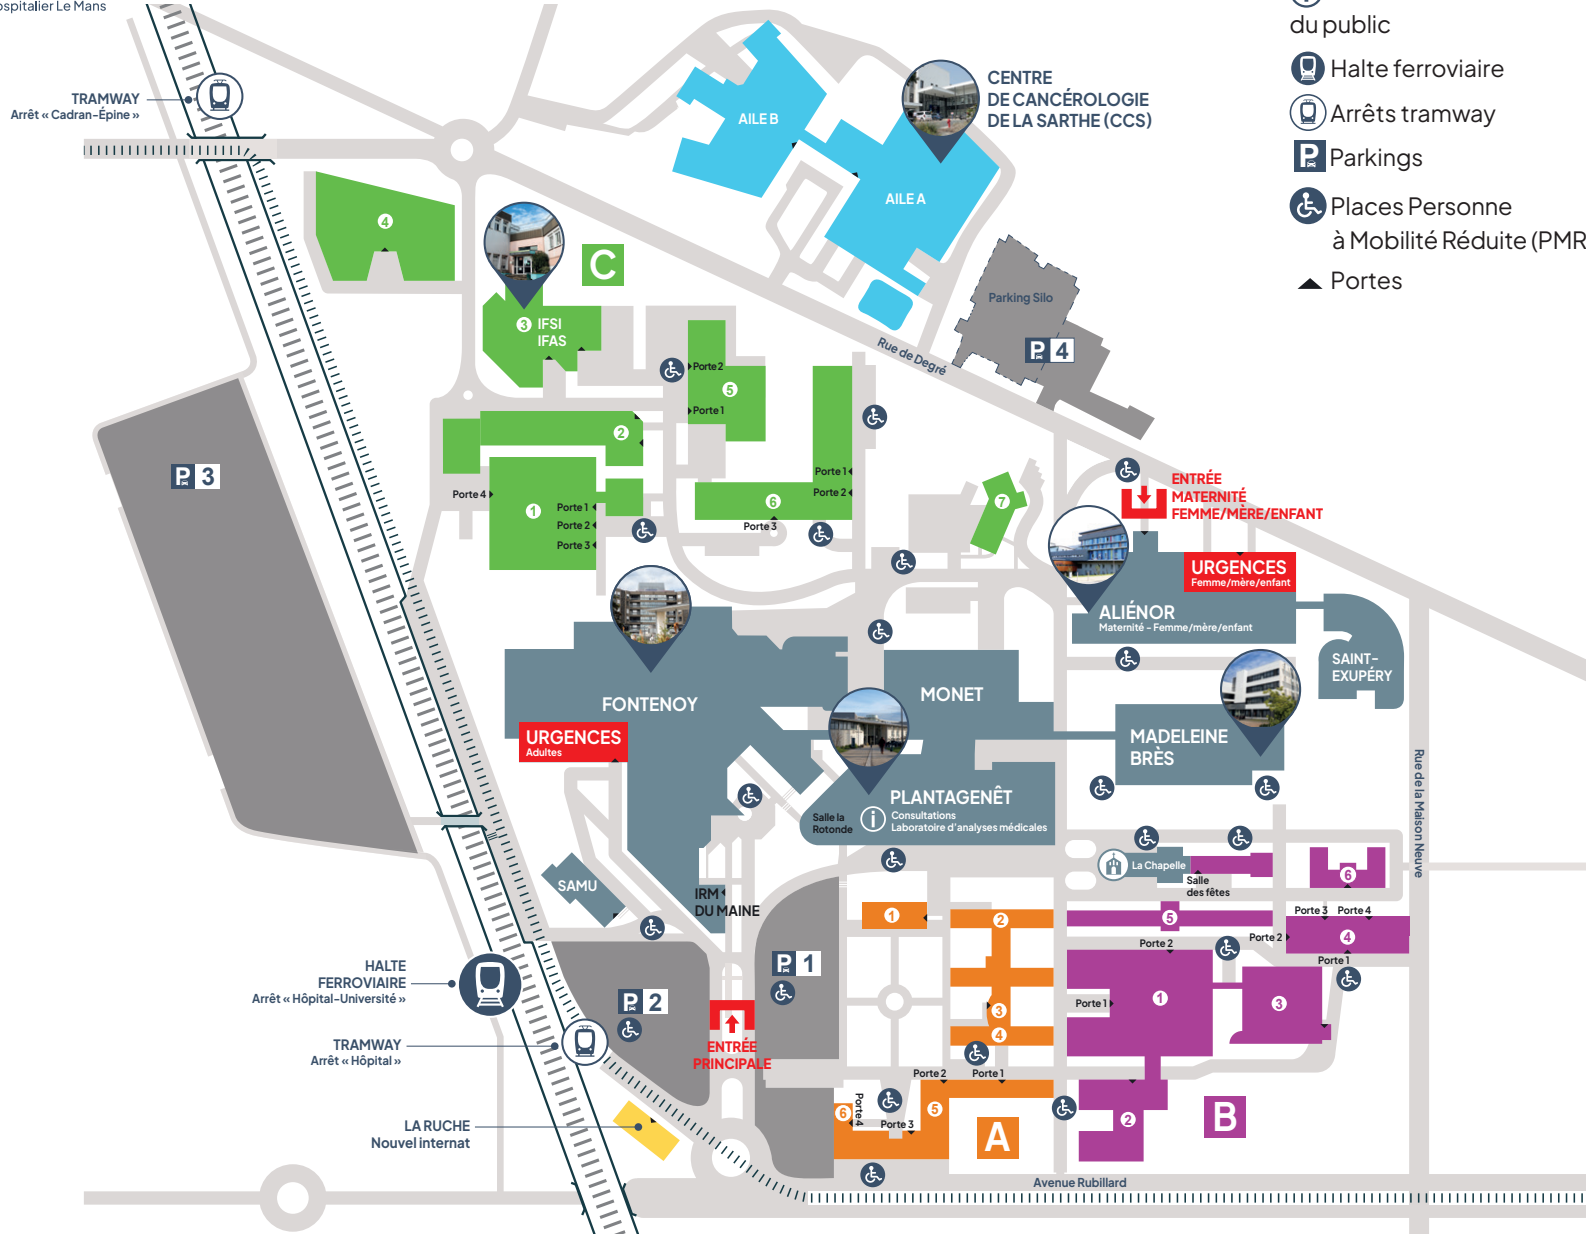 ospitalier Le Mans
du public
Halte ferroviaire
Arrêts tramway
P Parkings
Places Personne
à Mobilité Réduite (PMR
Portes
TRAMWAY
Arrêt « Cadran-Épine »
CENTRE
DE CANCÉROLOGIE
DE LA SARTHE (CCS)
AILE B
AILE A
4
C
3 IFSI
IFAS
Parking Silo
P 4
Rue de Degré
Porte 2
5
Porte 1
2
P 3
Porte 4
1
Porte 1
Porte 2
Porte 3
Porte 1
Porte 2
6
Porte 3
7
ENTRÉE
MATERNITÉ
FEMME/MÈRE/ENFANT
URGENCES
Femme/mère/enfant
ALIÉNOR
Maternité - Femme/mère/enfant
SAINT-
EXUPÉRY
FONTENOY
MONET
URGENCES
Adultes
MADELEINE
BRÈS
Rue de la Maison Neuve
PLANTAGENÊT
Consultations
Laboratoire d'analyses médicales
Salle la
Rotonde
i
SAMU
IRM
DU MAINE
La Chapelle
Salle
des fêtes
6
1
2
5
Porte 3
Porte 4
Porte 2
4
Porte 1
Porte 2
HALTE
FERROVIAIRE
Arrêt « Hôpital-Université »
P 1
P 2
3
4
Porte 1
1
3
ENTRÉE
PRINCIPALE
TRAMWAY
Arrêt « Hôpital »
Porte 2
Porte 1
6
Porte 4
5
Porte 3
A
2
B
LA RUCHE
Nouvel internat
Avenue Rubillard